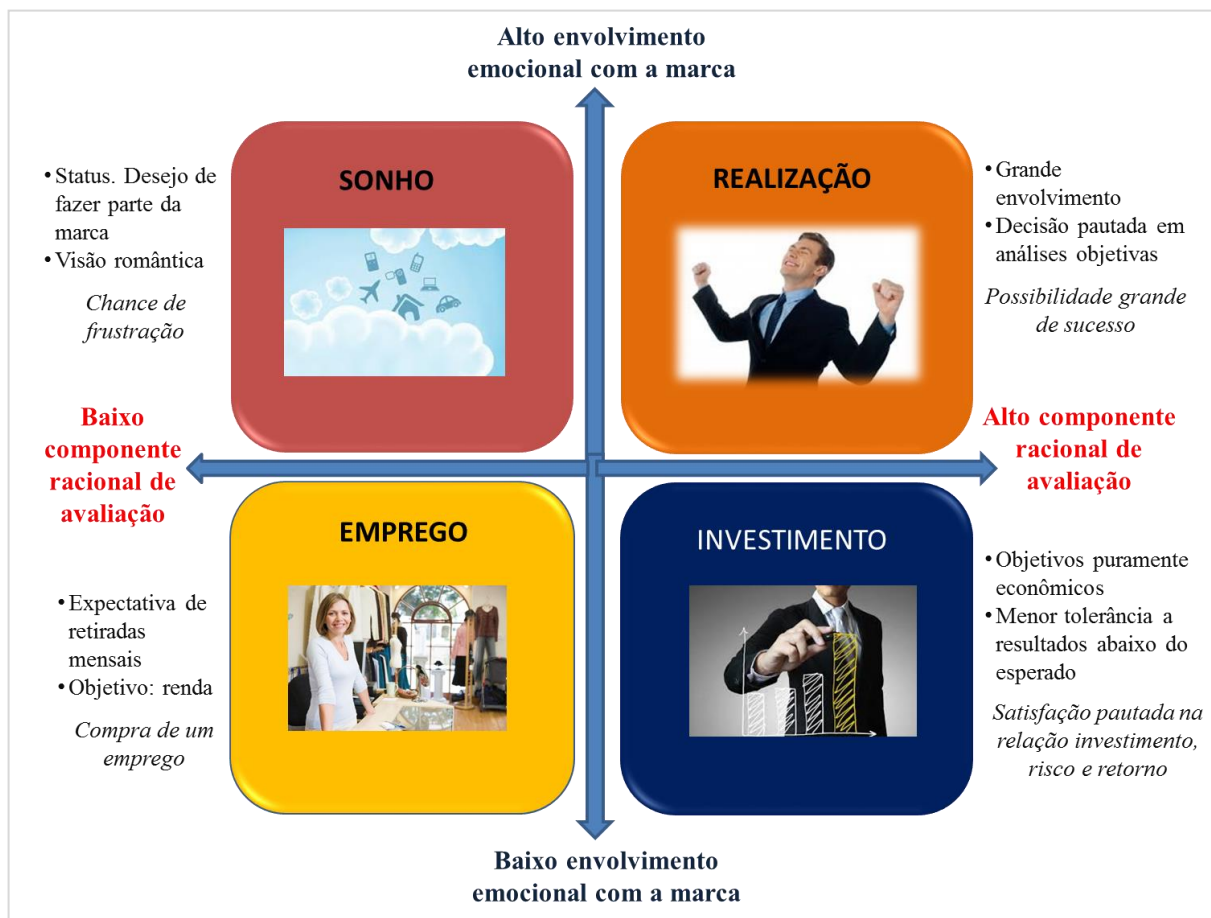 Alto envolvimento
emocional com a marca
SONHO
• Status. Desejo de
fazer parte da
marca
• Visão romântica
Chance de
frustração
REALIZAÇÃO
• Grande
envolvimento
• Decisão pautada em
análises objetivas
Possibilidade grande
de sucesso
Baixo
componente
racional de
avaliação
Alto componente
racional de
avaliação
EMPREGO
• Expectativa de
retiradas
mensais
• Objetivo: renda
Compra de um
emprego
INVESTIMENTO
• Objetivos puramente
econômicos
• Menor tolerância a
resultados abaixo do
esperado
Satisfação pautada na
relação investimento,
risco e retorno
Baixo envolvimento
emocional com a marca